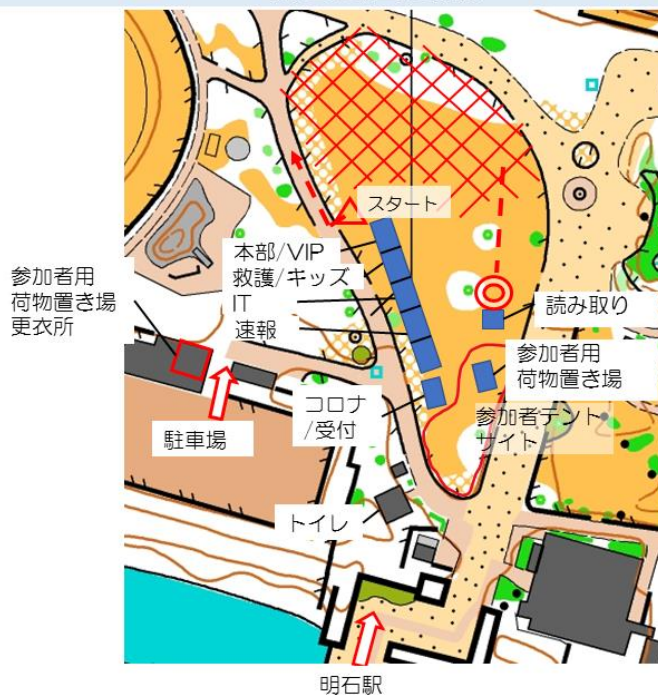 スタート
本部/VIP
救護/キッズ
IT
速報
参加者用
荷物置き場
更衣所
読み取り
参加者用
荷物置き場
駐車場
コロナ
/受付
参加者テント
サイト
トイレ
明石駅